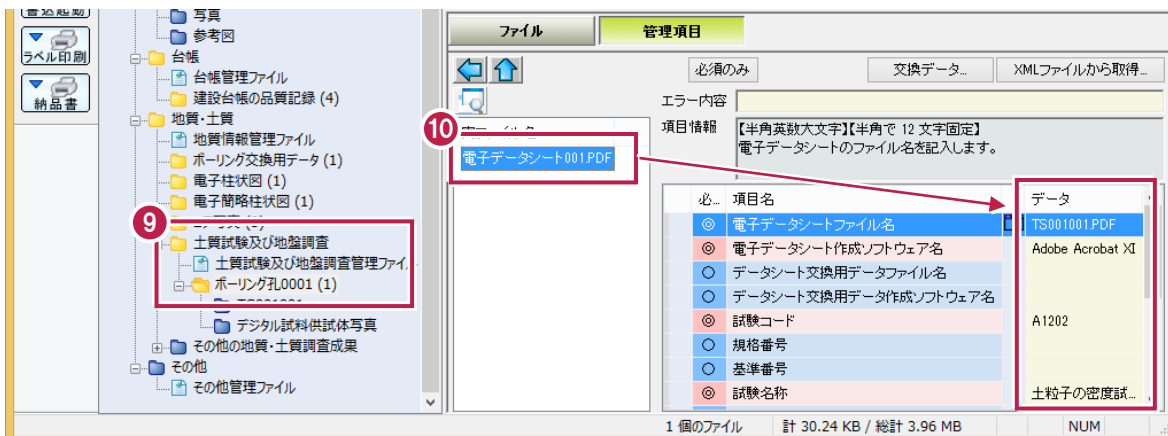 ラベル印刷
納品書
写真
参考図
台帳
台帳管理ファイル
建設台帳の品質記録 (4)
地質・土質
地質情報管理ファイル
ボーリング交換用データ (1)
電子柱状図 (1)
電子簡略柱状図 (1)
9
土質試験及び地盤調査
土質試験及び地盤調査管理ファイ
ボーリング孔0001 (1)
デジタル試料供試体写真
その他の地質・土質調査成果
その他
その他管理ファイル
ファイル
管理項目
必須のみ
交換データ...
XMLファイルから取得...
エラー内容
項目情報
【半角英数大文字】【半角で 12 文字固定】
電子データシートのファイル名を記入します。
10
電子データシート001.PDF
必... 項目名 データ
◎ 電子データシートファイル名 TS001001.PDF
◎ 電子データシート作成ソフトウェア名 Adobe Acrobat XI
○ データシート交換用データファイル名
○ データシート交換用データ作成ソフトウェア名
◎ 試験コード A1202
○ 規格番号
○ 基準番号
◎ 試験名称 土粒子の密度試...
1 個のファイル 計 30.24 KB / 総計 3.96 MB NUM